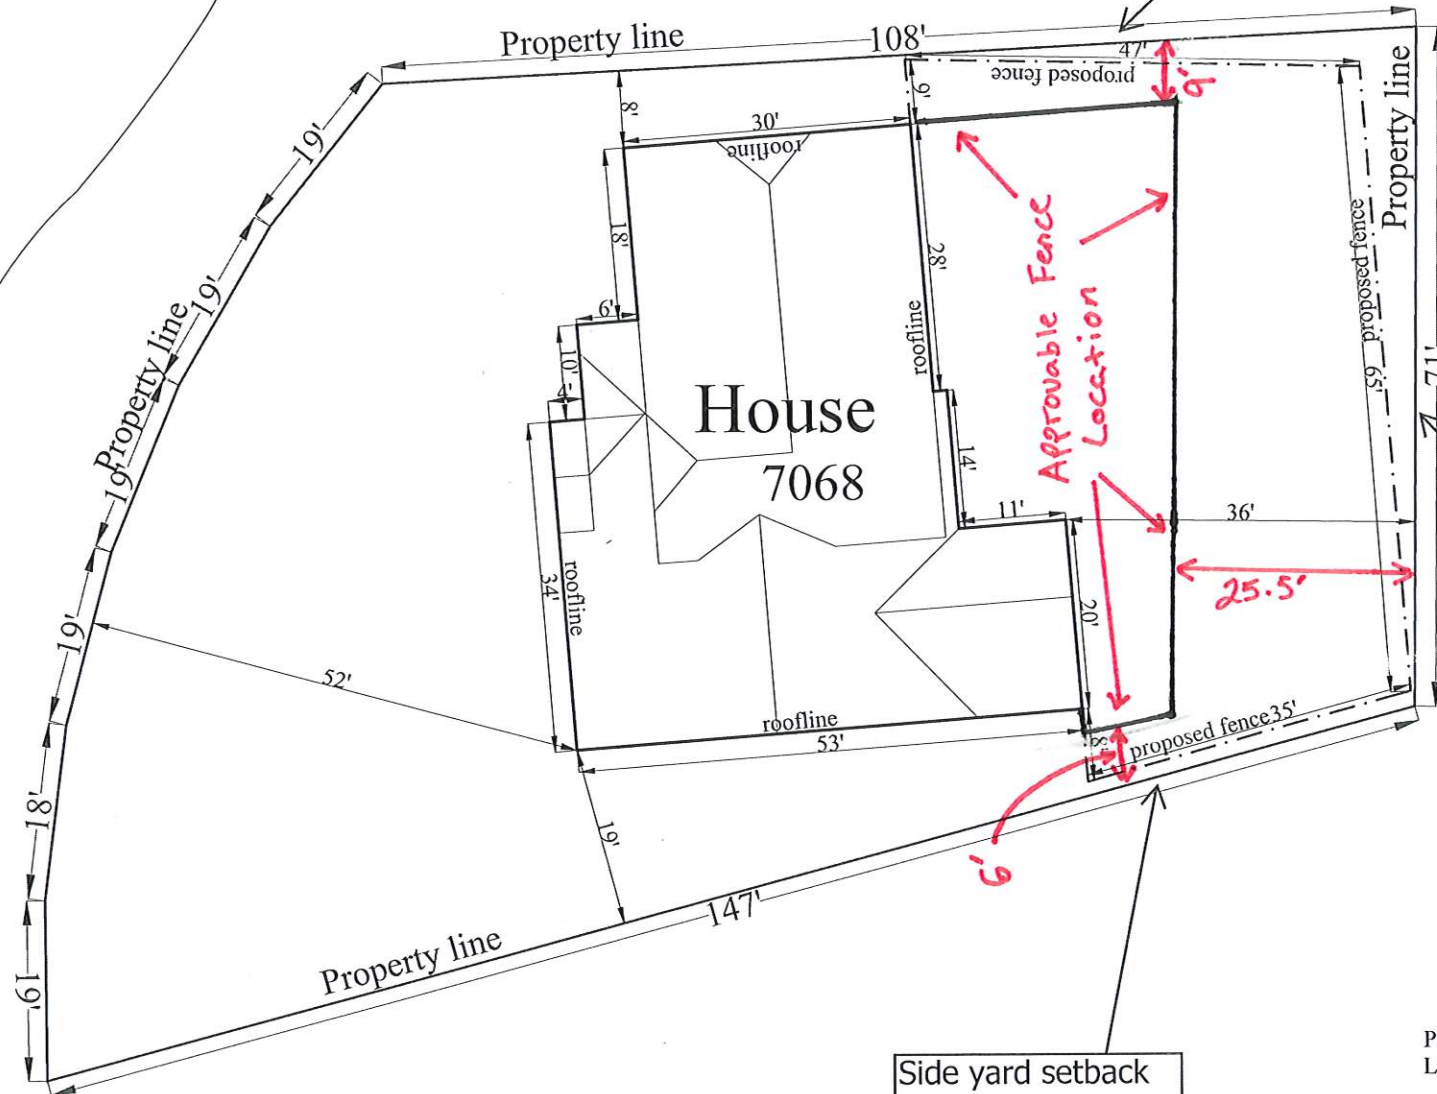 Property line
108'
47'
proposed fence
9'
9'
Property line
8'
30'
roofline
19'
18'
28'
roofline
Approvable Fence
Location
proposed fence
65'
71'
19'
Property line
6'
10'
4'
House
7068
14'
11'
36'
25.5'
19'
19'
34'
roofline
20'
52'
roofline
53'
8'
proposed fence
35'
18'
19'
6'
147'
Property line
19'
Side yard setback
P
L